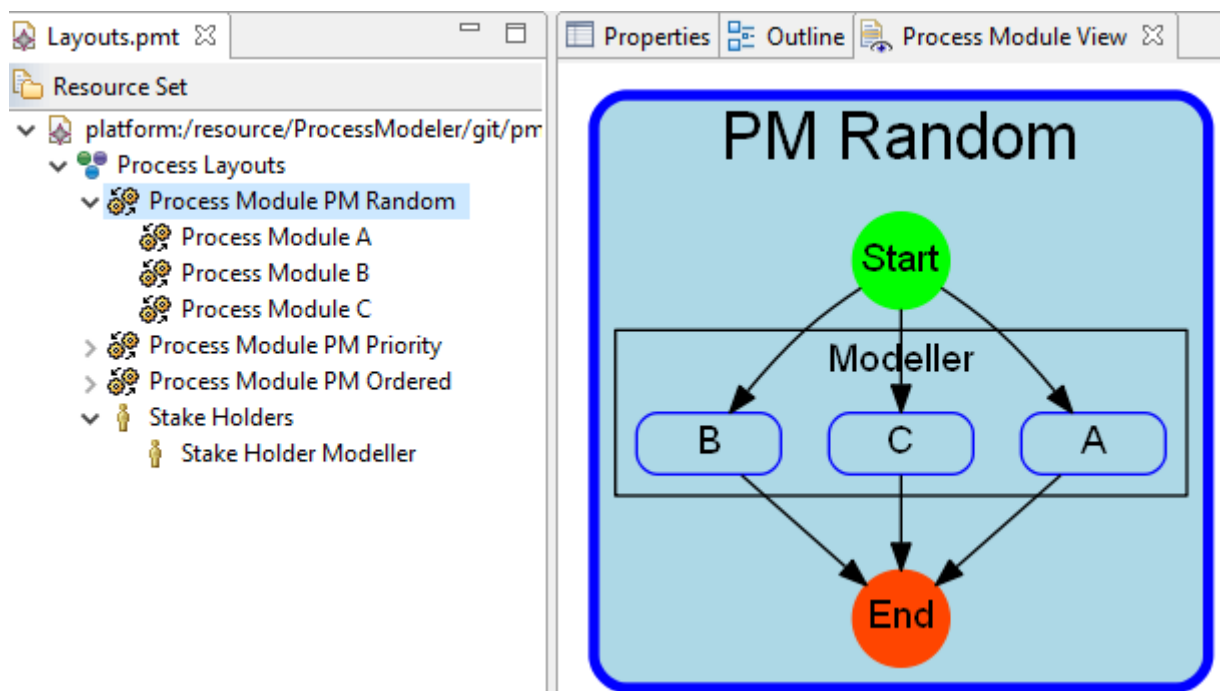 Layouts.pmt
Resource Set
platform:/resource/ProcessModeler/git/pm
Process Layouts
Process Module PM Random
Process Module A
Process Module B
Process Module C
Process Module PM Priority
Process Module PM Ordered
Stake Holders
Stake Holder Modeller
Properties Outline Process Module View
PM Random
Start
Modeller
B C A
End